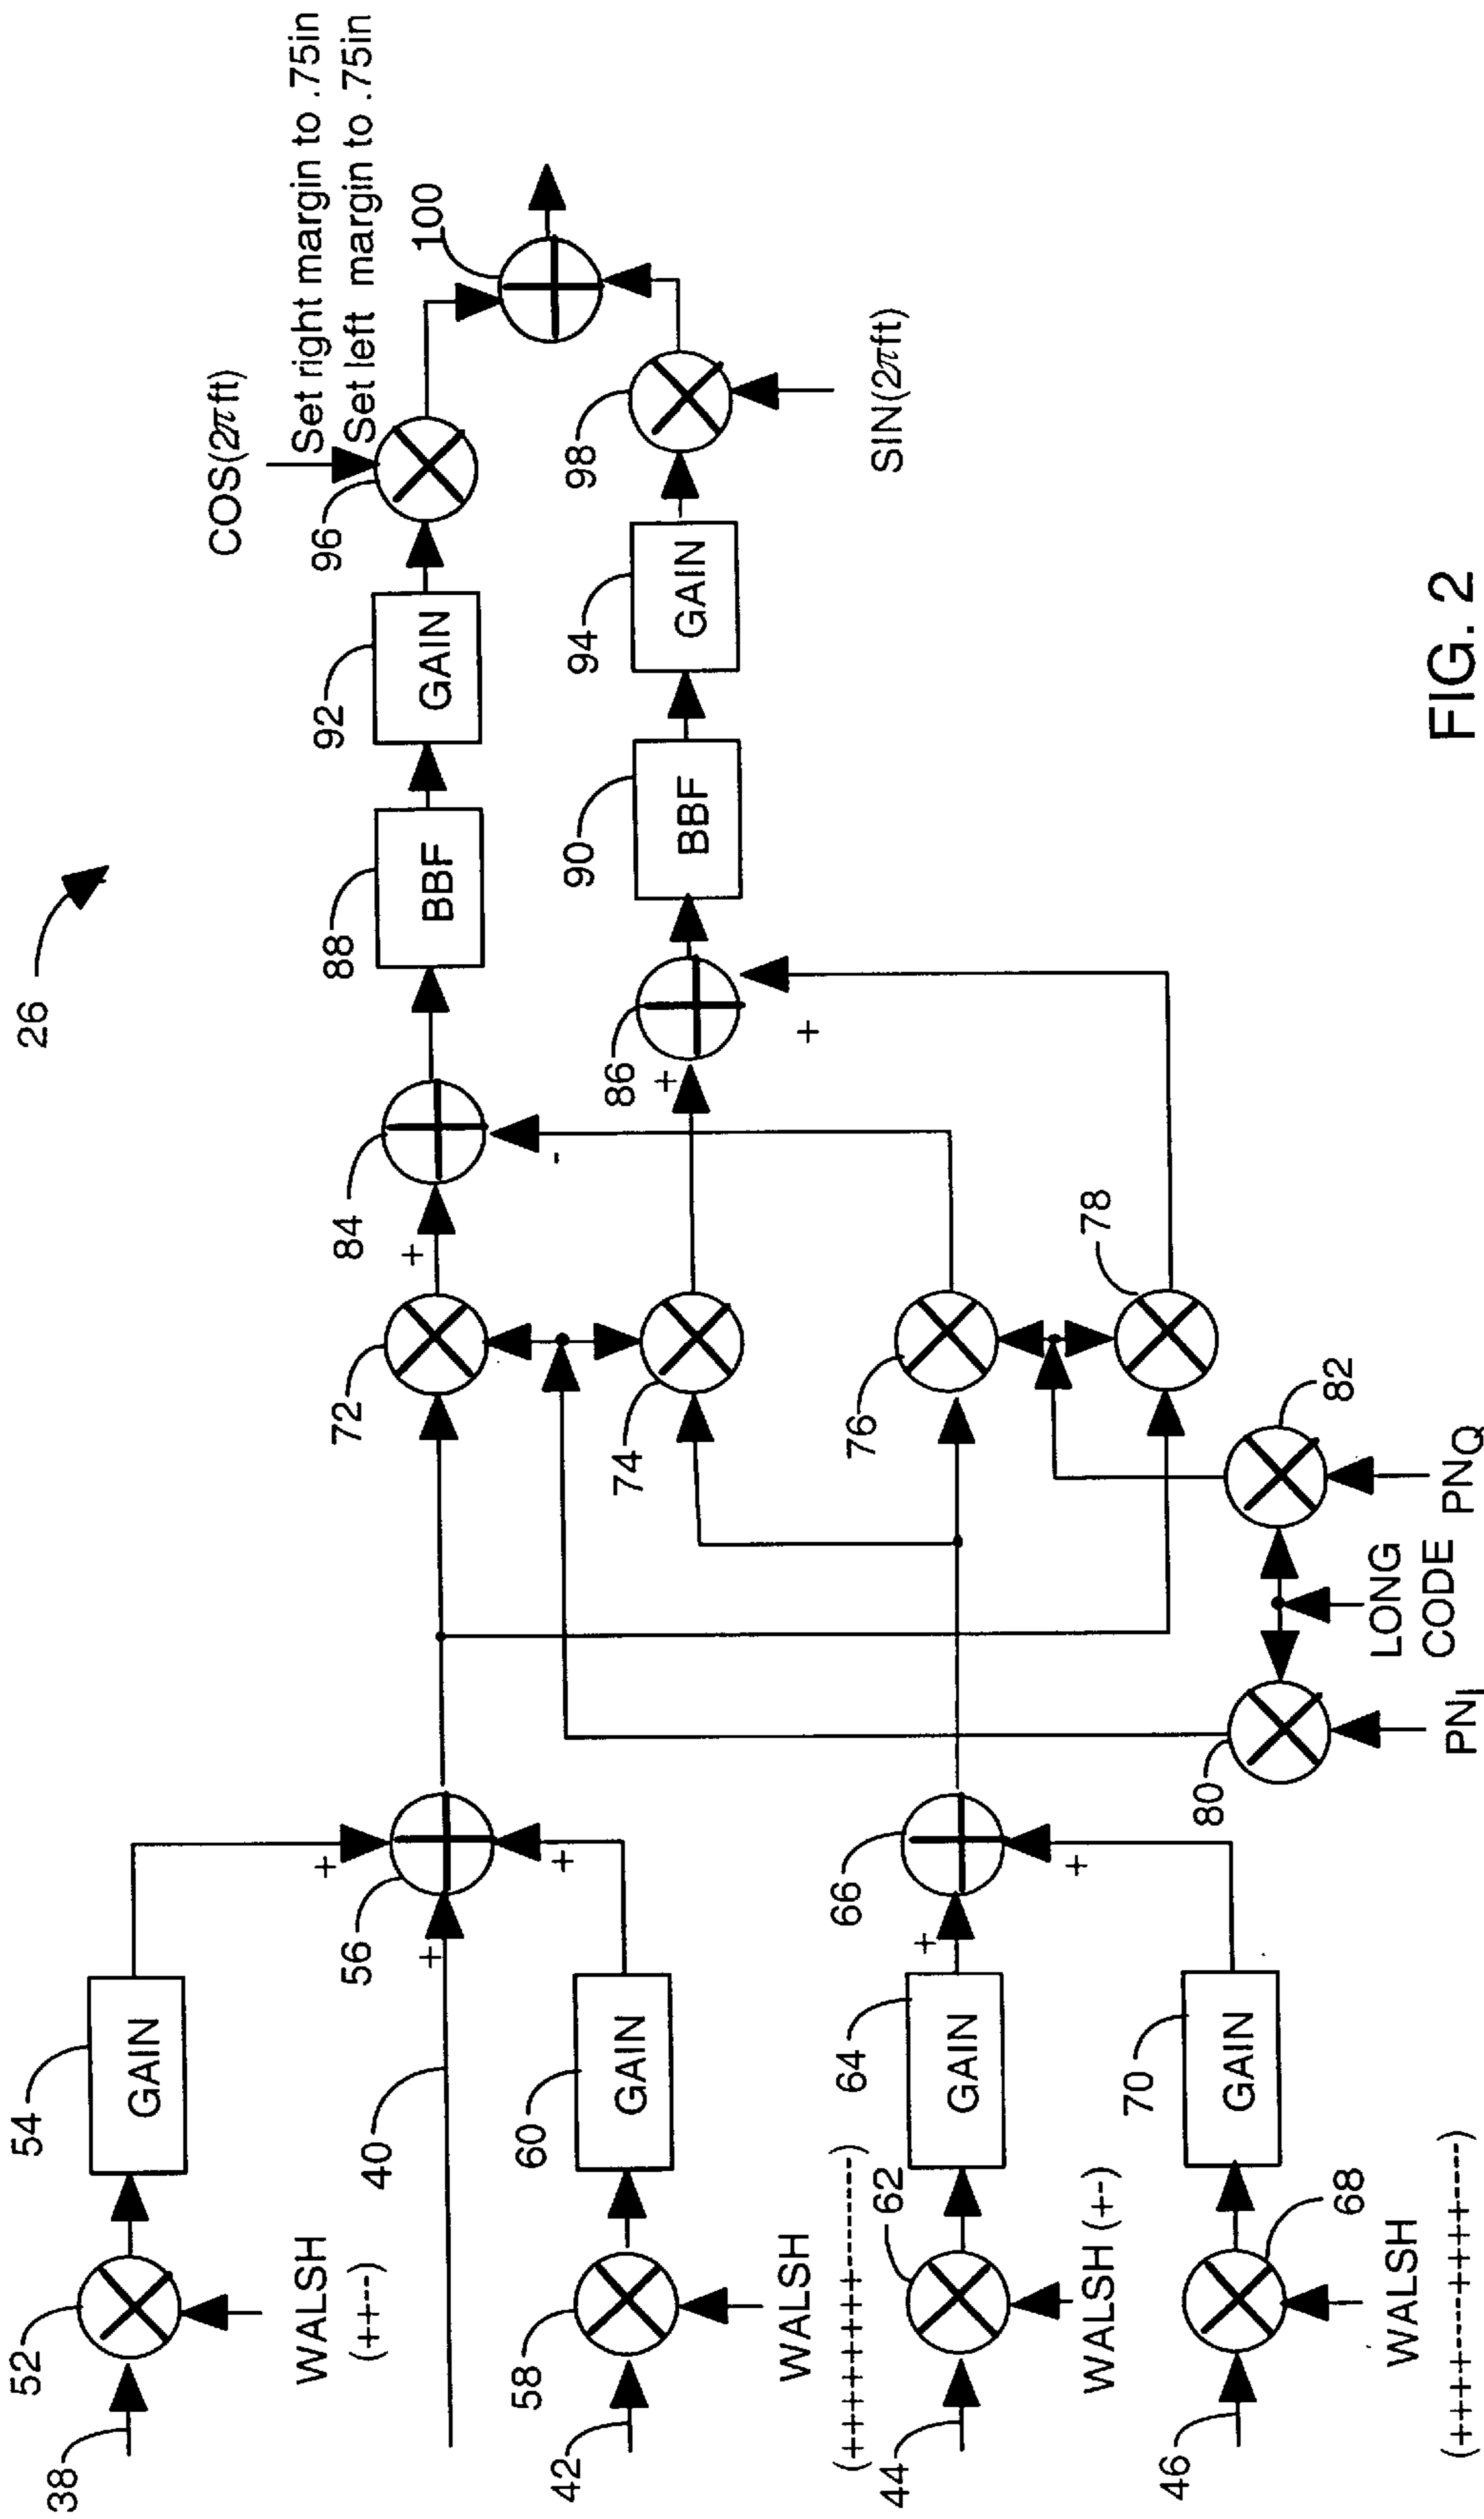 38
52
54
26
WALSH
(++--)
COS(2πft)
Set right margin to .75in
Set left margin to .75in
40
56
+
+
72
+
84
88
92
96
100
42
58
60
+
-
74
86
+
90
98
94
GAIN
GAIN
BBF
GAIN
BBF
GAIN
WALSH
(++++++++--------)
+
SIN(2πft)
44
62
64
66
+
76
78
GAIN
WALSH (+-)
+
46
68
70
GAIN
80
82
WALSH
(++++----++++----)
PNI
LONG
CODE
PNQ
FIG. 2